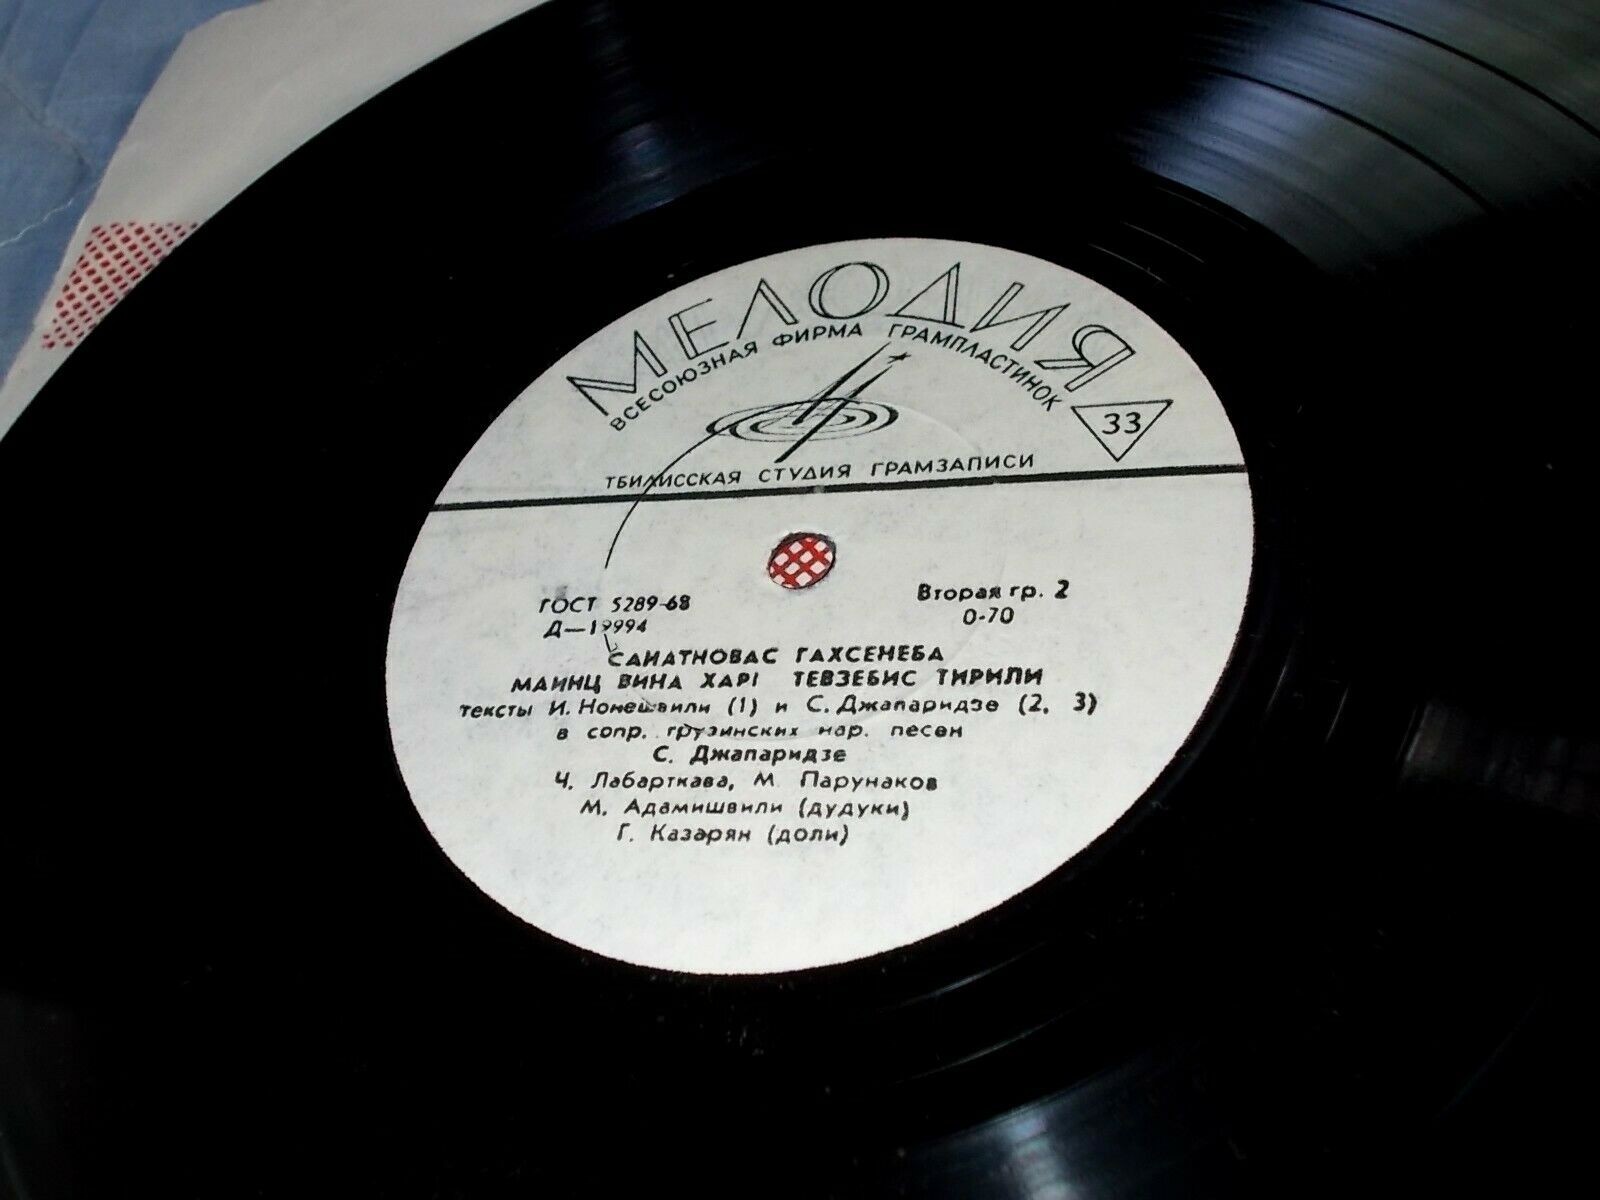 МЕЛОДИЯ
ВСЕСОЮЗНАЯ ФИРМА ГРАМПЛАСТИНОК
33
ТБИЛИССКАЯ СТУДИЯ ГРАМЗАПИСИ
ГОСТ 5289-68
Вторая гр. 2
Д—19994
0-70
САИАТНОВАС ГАХСЕНЕБА
МАИНЦ ВИНА ХАР! ТЕВЗЕБИС ТИРИЛИ
тексты И. Нонешвили (1) и С. Джапаридзе (2, 3)
в сопр. грузинских нар. песен
С. Джапаридзе
Ч. Лабарткава, М. Парунаков
М. Адамишвили (дудуки)
Г. Казарян (доли)